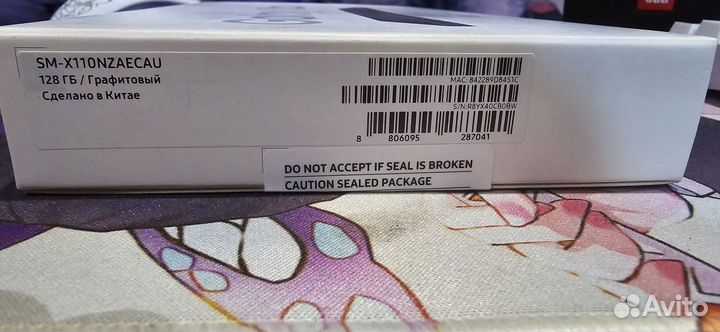 SM-X110NZAECAU
128 ГБ / Графитовый
Сделано в Китае
MAC: 842289D8451C
S/N:R8YX40CB0BW
8 806095 287041
DO NOT ACCEPT IF SEAL IS BROKEN
CAUTION SEALED PACKAGE
Avito